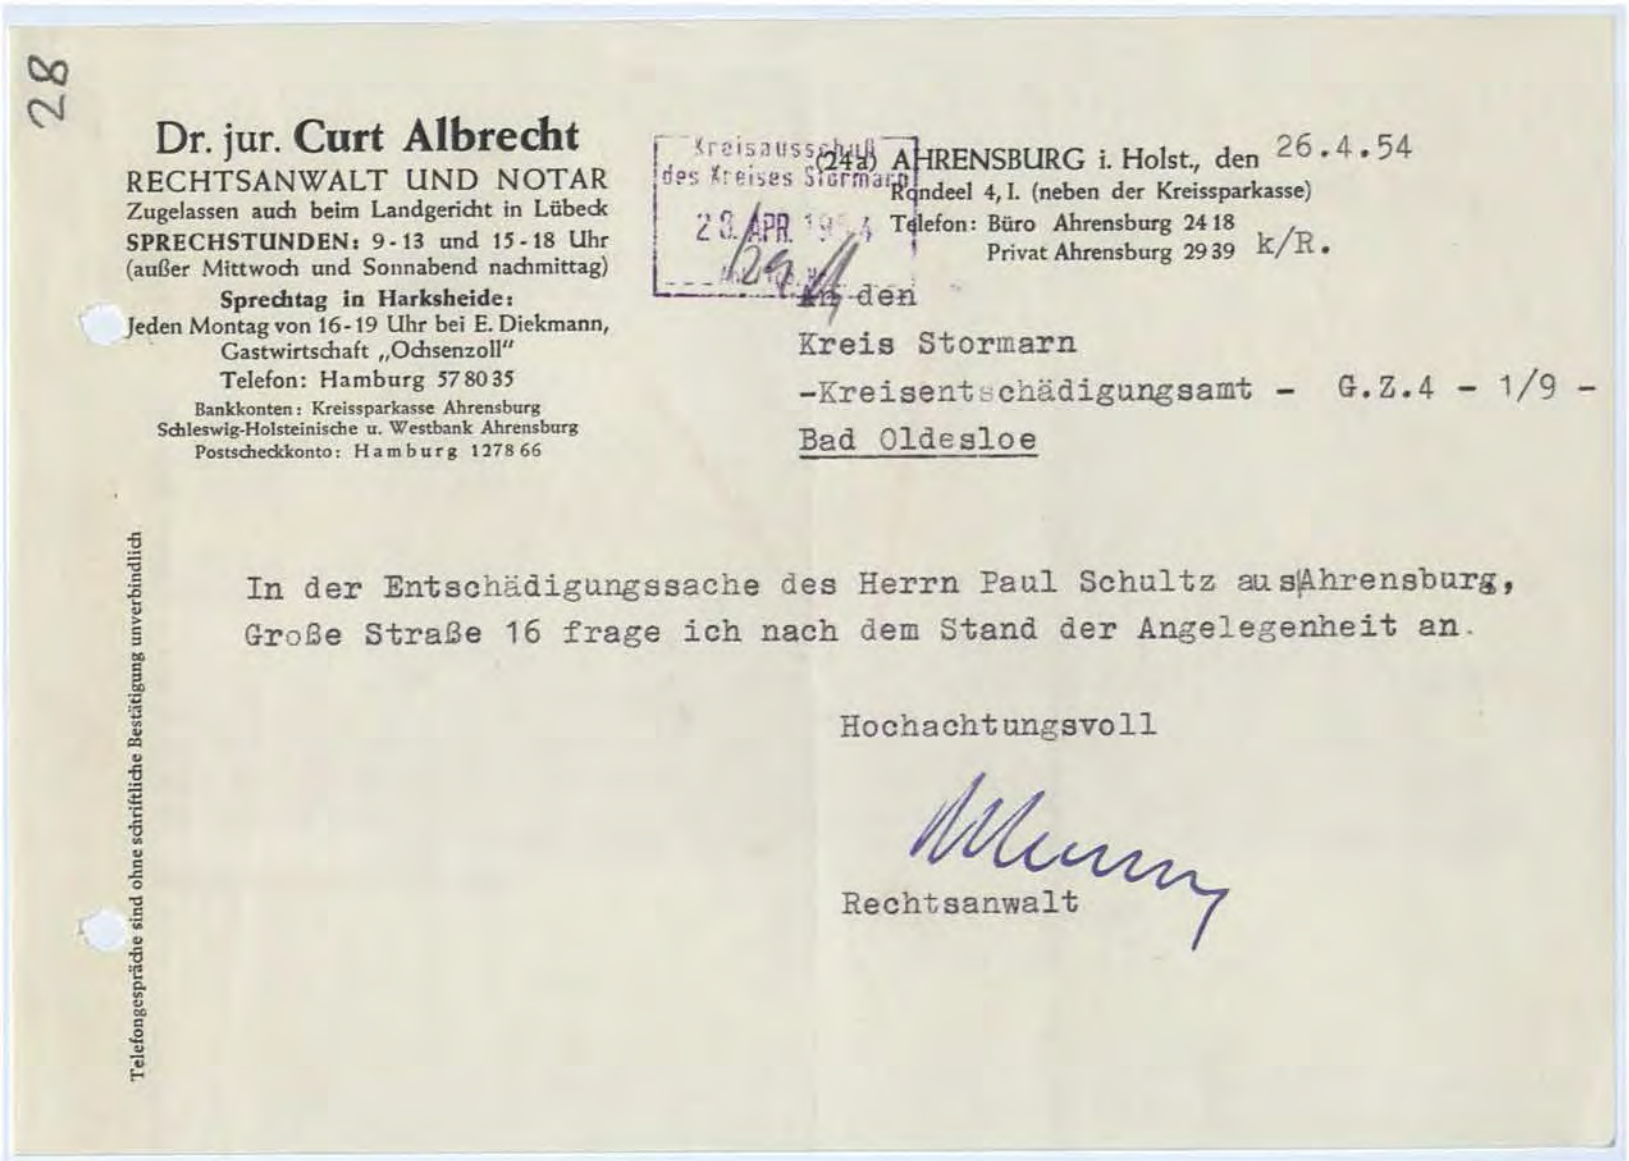 28
Dr. jur. Curt Albrecht
RECHTSANWALT UND NOTAR
Zugelassen auch beim Landgericht in Lübeck
SPRECHSTUNDEN: 9-13 und 15-18 Uhr
(außer Mittwoch und Sonnabend nachmittag)
Sprechtag in Harksheide:
Jeden Montag von 16-19 Uhr bei E. Diekmann,
Gastwirtschaft „Ochsenzoll"
Telefon: Hamburg 57 80 35
Bankkonten: Kreissparkasse Ahrensburg
Schleswig-Holsteinische u. Westbank Ahrensburg
Postscheckkonto: Hamburg 1278 66
Kreisausschuß
des Kreises Stormarn
APR. 1954
(24a) AHRENSBURG i. Holst., den 26.4.54
Rondeel 4, I. (neben der Kreissparkasse)
Telefon: Büro Ahrensburg 24 18
Privat Ahrensburg 29 39 k/R.
An den
Kreis Stormarn
-Kreisentschädigungsamt - G.Z.4 - 1/9 -
Bad Oldesloe
Telefongespräche sind ohne schriftliche Bestätigung unverbindlich
In der Entschädigungssache des Herrn Paul Schultz aus Ahrensburg,
Große Straße 16 frage ich nach dem Stand der Angelegenheit an.
Hochachtungsvoll
Rechtsanwalt